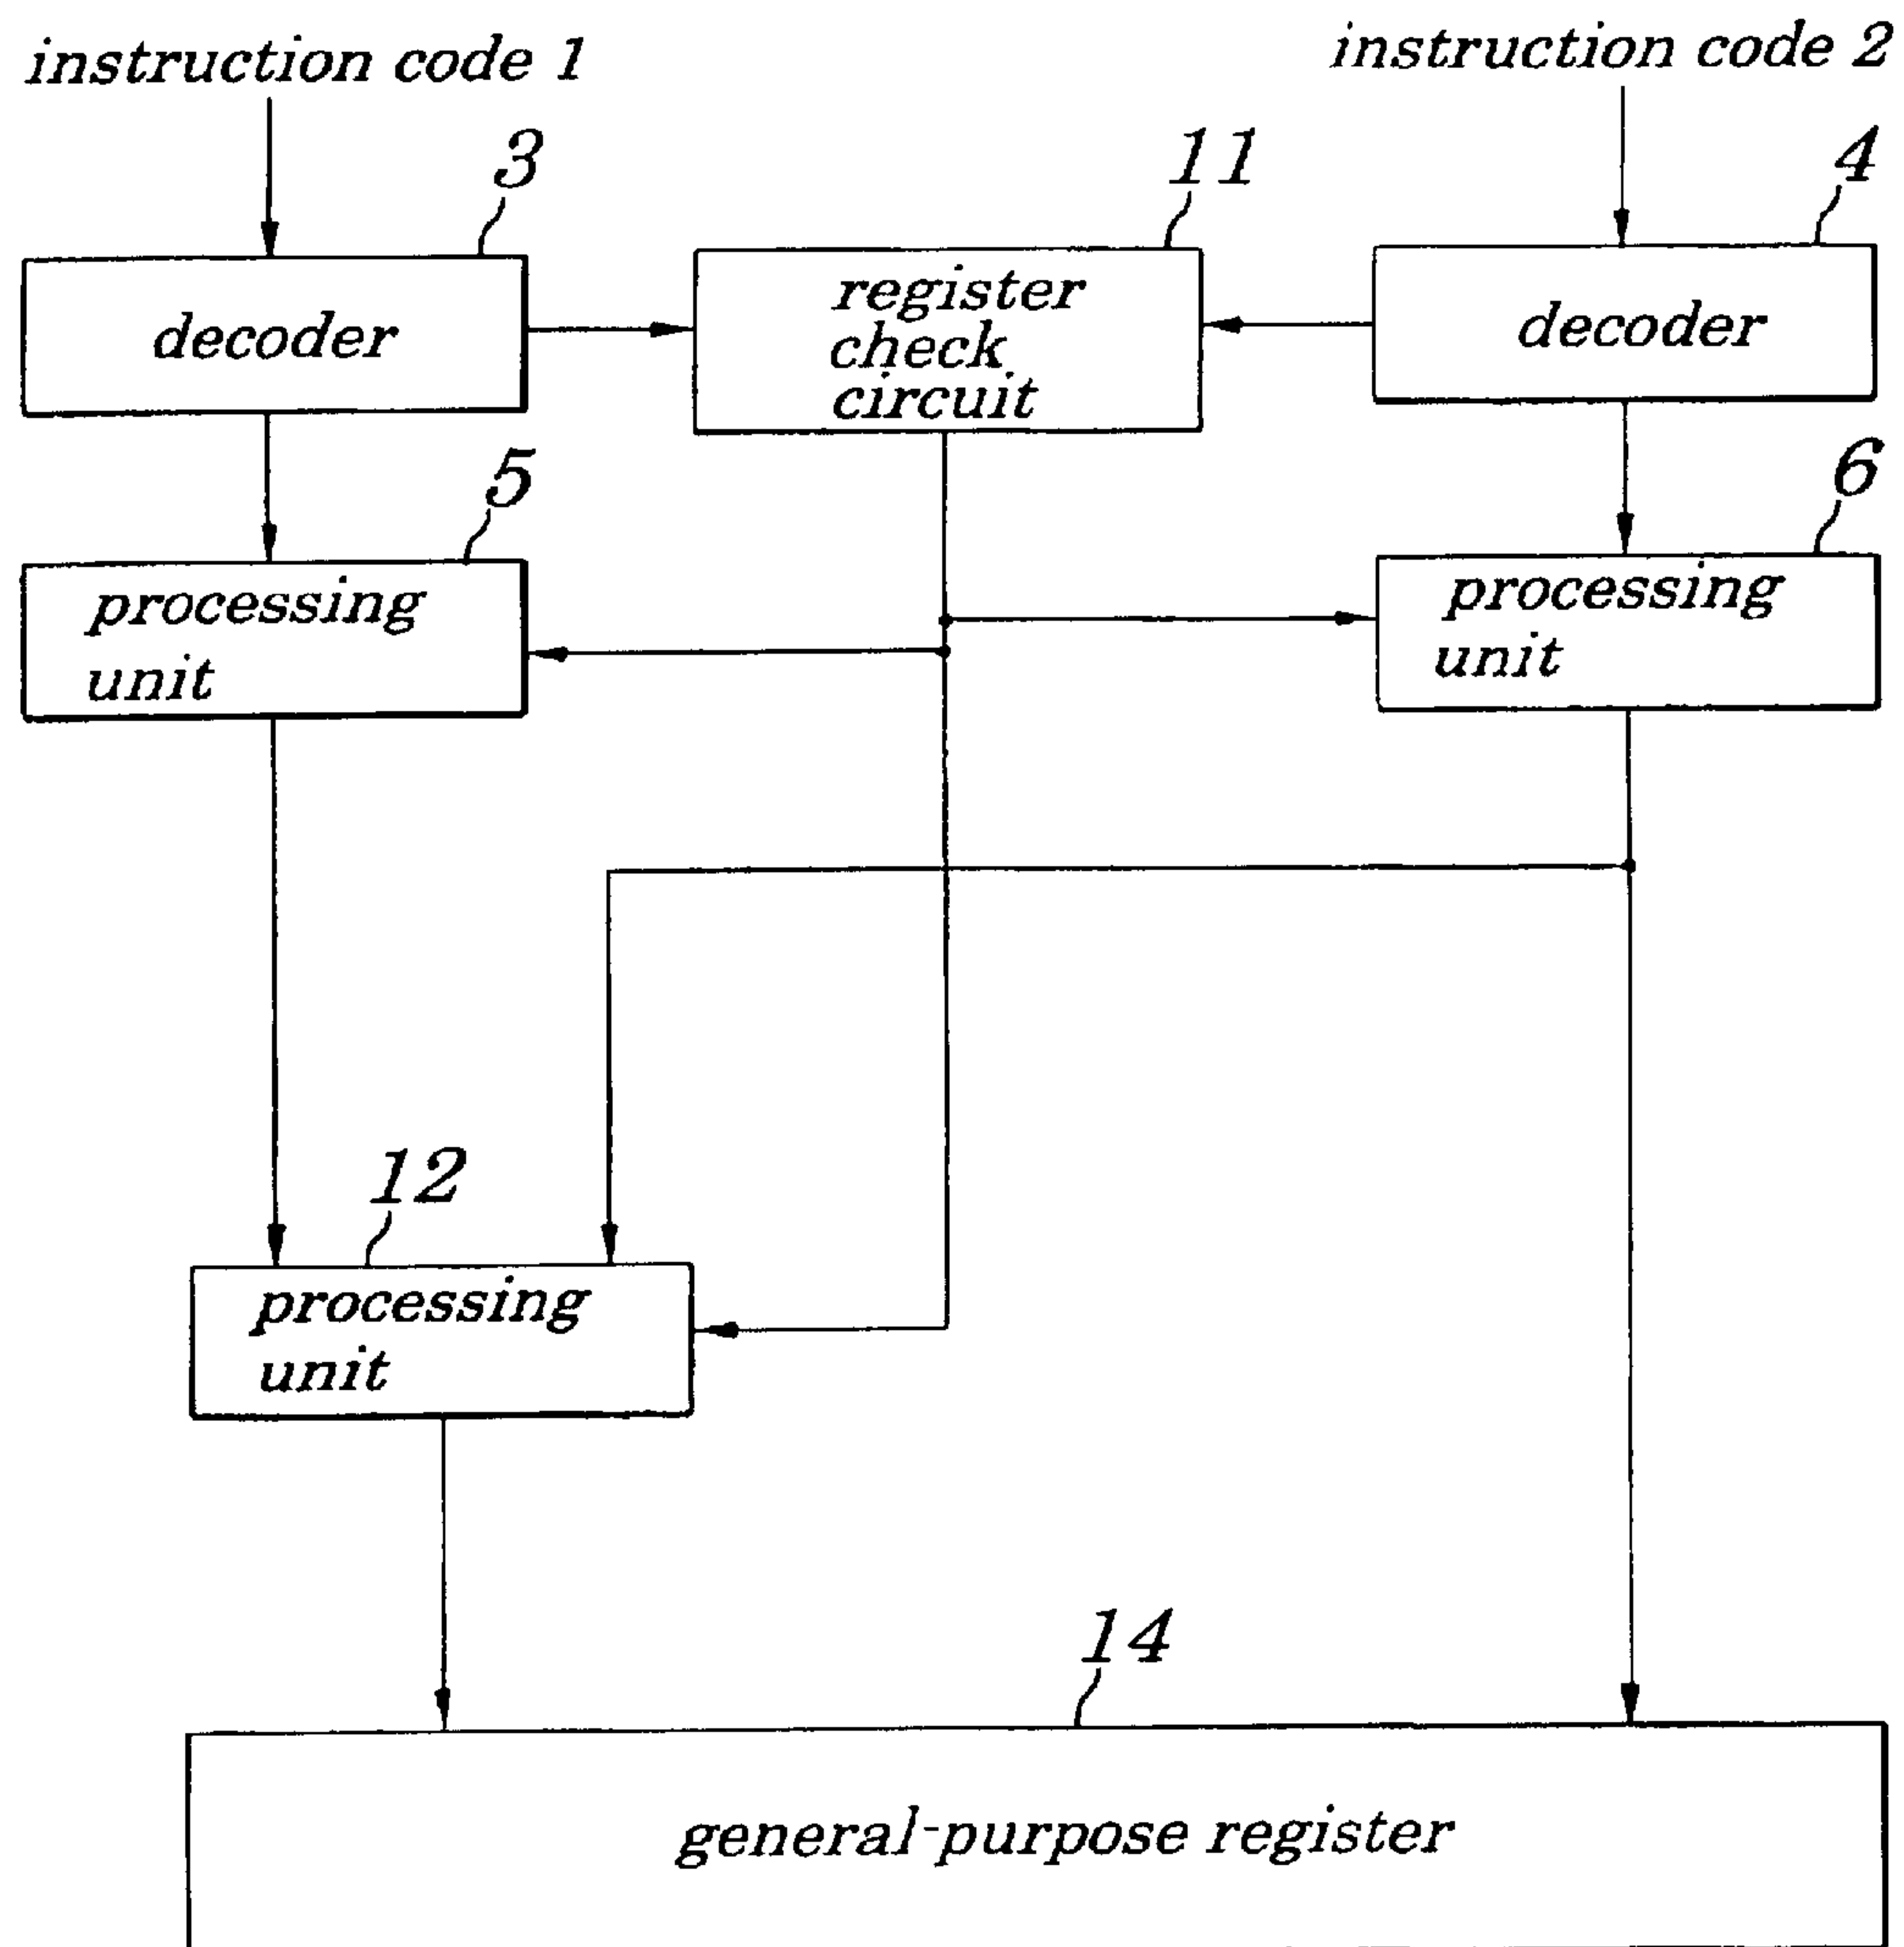 instruction code 1
instruction code 2
3
11
4
decoder
register
check
circuit
decoder
5
6
processing
unit
processing
unit
12
processing
unit
14
general-purpose register